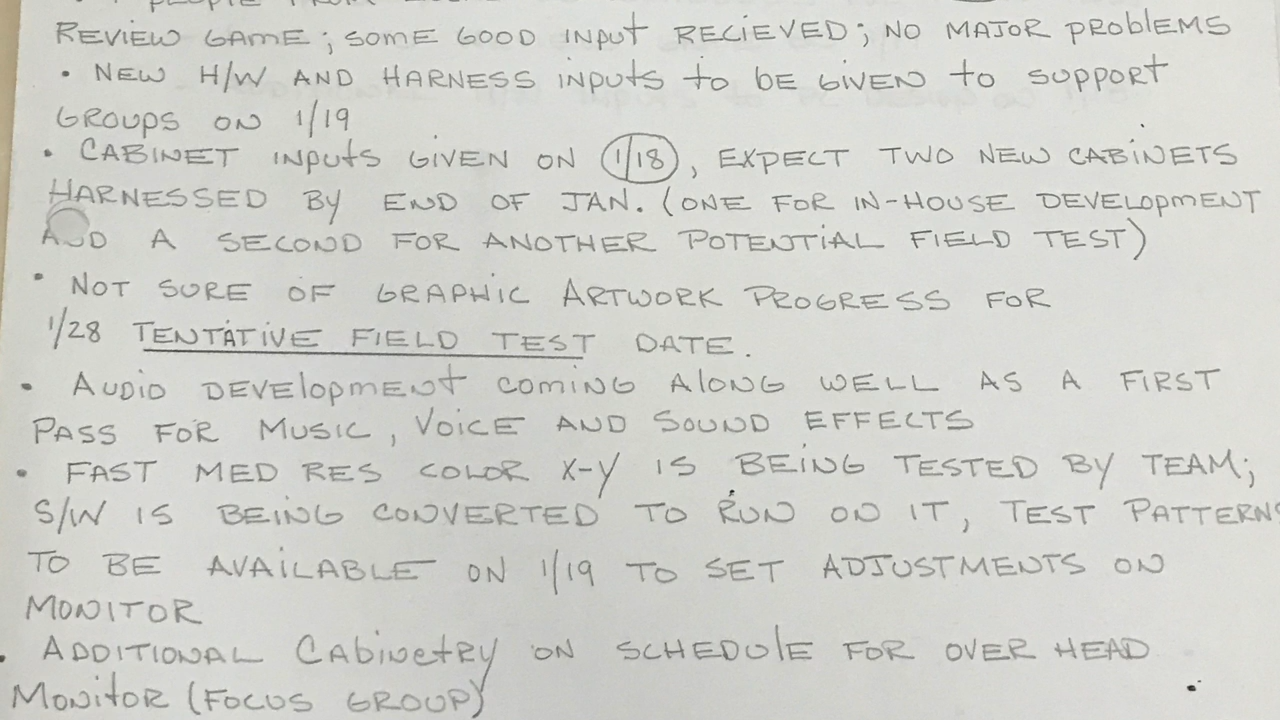 PEOPLE FROM
REVIEW GAME; SOME GOOD INPUT RECIEVED; NO MAJOR PROBLEMS
• NEW H/W AND HARNESS INPUTS TO BE GIVEN TO SUPPORT
GROUPS ON 1/19
• CABINET INPUTS GIVEN ON 1/18, EXPECT TWO NEW CABINETS
HARNESSED BY END OF JAN. (ONE FOR IN-HOUSE DEVELOPMENT
AND A SECOND FOR ANOTHER POTENTIAL FIELD TEST)
• NOT SURE OF GRAPHIC ARTWORK PROGRESS FOR
1/28 TENTATIVE FIELD TEST DATE.
• AUDIO DEVELOPMENT COMING ALONG WELL AS A FIRST
PASS FOR MUSIC, VOICE AND SOUND EFFECTS
• FAST MED RES COLOR X-Y IS BEING TESTED BY TEAM;
S/W IS BEING CONVERTED TO RUN ON IT, TEST PATTERNS
TO BE AVAILABLE ON 1/19 TO SET ADJUSTMENTS ON
MONITOR
• ADDITIONAL CABINETRY ON SCHEDULE FOR OVER HEAD
MONITOR (FOCUS GROUP)